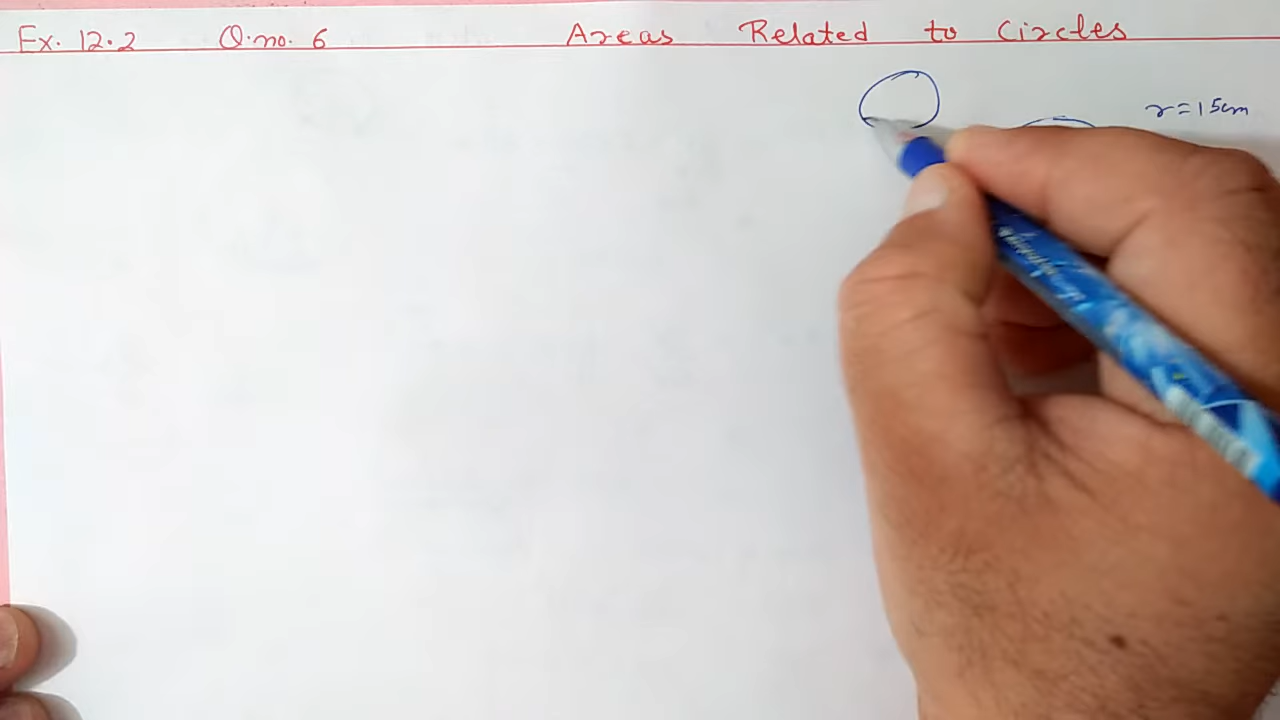 Ex. 12.2 Q.no. 6 Areas Related to Circles
r=15cm